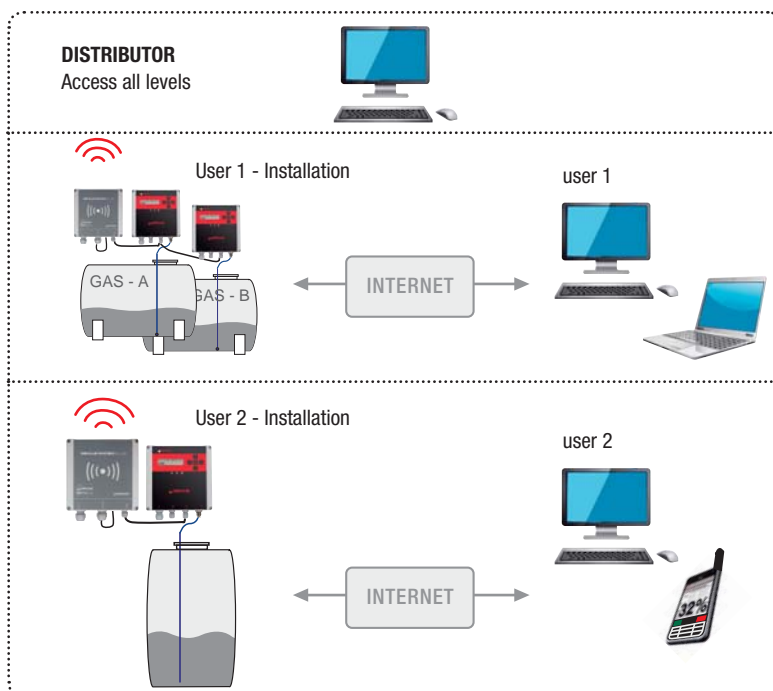 DISTRIBUTOR
Access all levels
User 1 - Installation
user 1
GAS - A
GAS - B
INTERNET
User 2 - Installation
user 2
INTERNET
32%